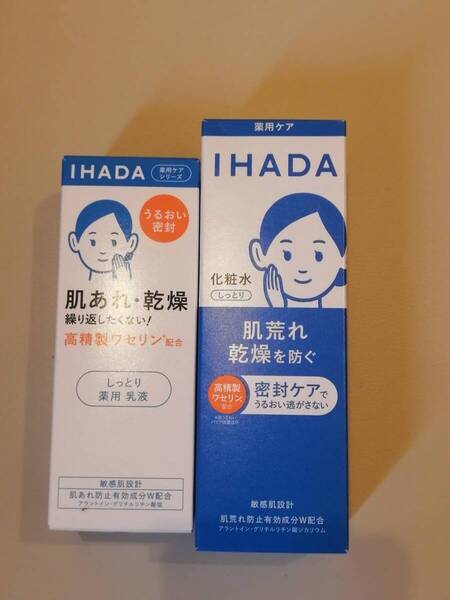 IHADA
薬用ケア
シリーズ
うるおい
密封
肌あれ・乾燥
繰り返したくない!
高精製ワセリン*配合
しっとり
薬用 乳液
敏感肌設計
肌あれ防止有効成分W配合
アラントイン・グリチルリチン酸塩
薬用ケア
IHADA
化粧水
しっとり
肌荒れ
乾燥を防ぐ
高精製
ワセリン
配合
密封ケアで
うるおい逃がさない
敏感肌設計
肌荒れ防止有効成分W配合
アラントイン・グリチルリチン酸ジカリウム